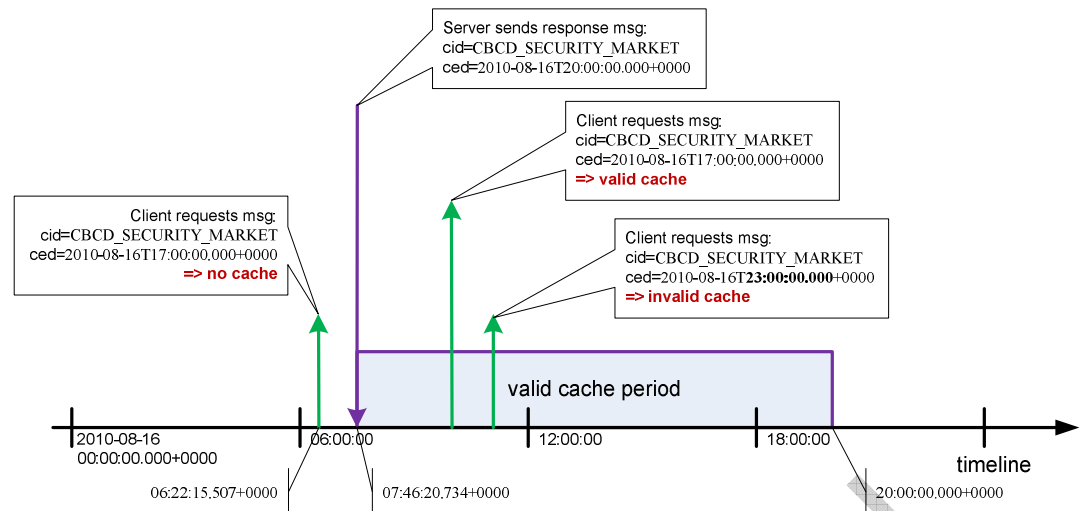 Server sends response msg:
cid=CBCD_SECURITY_MARKET
ced=2010-08-16T20:00:00.000+0000
Client requests msg:
cid=CBCD_SECURITY_MARKET
ced=2010-08-16T17:00:00.000+0000
=> valid cache
Client requests msg:
cid=CBCD_SECURITY_MARKET
ced=2010-08-16T17:00:00.000+0000
=> no cache
Client requests msg:
cid=CBCD_SECURITY_MARKET
ced=2010-08-16T23:00:00.000+0000
=> invalid cache
valid cache period
2010-08-16
00:00:00.000+0000
06:00:00
12:00:00
18:00:00
timeline
06:22:15.507+0000
07:46:20.734+0000
20:00:00.000+0000